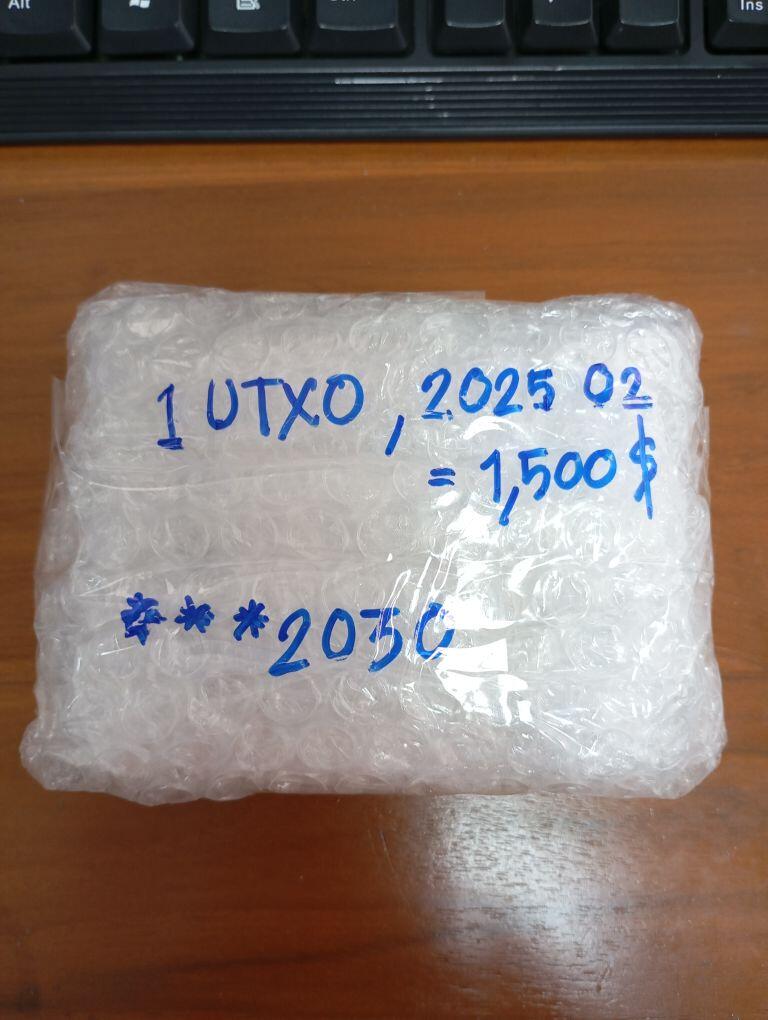 Alt
Ins
1 UTXO , 2025 02
= 1,500 $
***2030